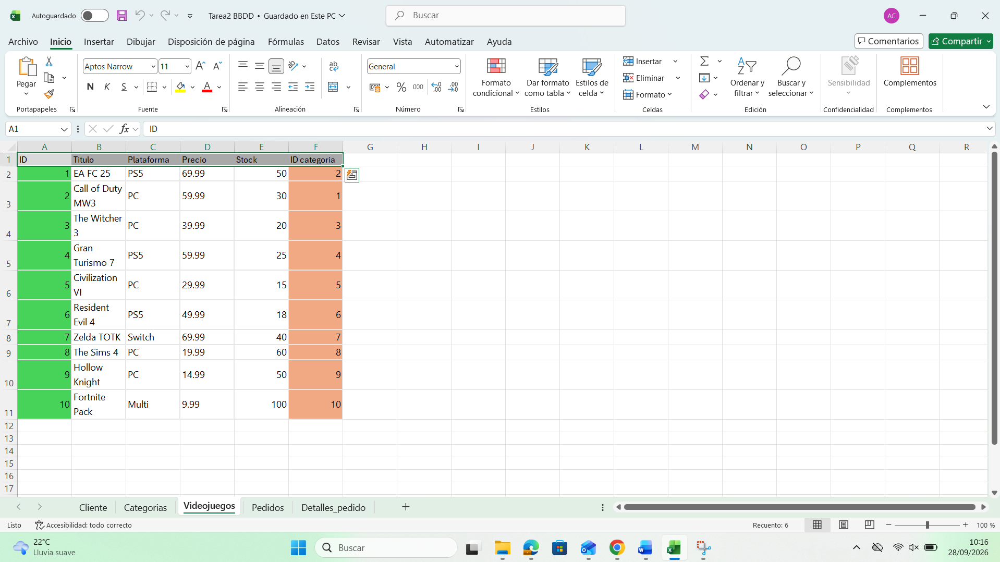 Autoguardado
Tarea2 BBDD • Guardado en Este PC
Buscar
AC
Archivo Inicio Insertar Dibujar Disposición de página Fórmulas Datos Revisar Vista Automatizar Ayuda
Comentarios Compartir
Pegar
Portapapeles
Aptos Narrow 11
N K S
Fuente
Alineación
General
% 000
Número
Formato condicional
Dar formato como tabla
Estilos de celda
Estilos
Insertar
Eliminar
Formato
Celdas
Ordenar y filtrar
Buscar y seleccionar
Edición
Sensibilidad
Confidencialidad
Complementos
Complementos
A1 fx ID
A B C D E F G H I J K L M N O P Q R
1 ID Titulo Plataforma Precio Stock ID categoria
2 1 EA FC 25 PS5 69.99 50 2
3 2 Call of Duty MW3 PC 59.99 30 1
4 3 The Witcher 3 PC 39.99 20 3
5 4 Gran Turismo 7 PS5 59.99 25 4
6 5 Civilization VI PC 29.99 15 5
7 6 Resident Evil 4 PS5 49.99 18 6
8 7 Zelda TOTK Switch 69.99 40 7
9 8 The Sims 4 PC 19.99 60 8
10 9 Hollow Knight PC 14.99 50 9
11 10 Fortnite Pack Multi 9.99 100 10
12
13
14
15
16
17
Cliente Categorias Videojuegos Pedidos Detalles_pedido
Listo Accesibilidad: todo correcto Recuento: 6 100 %
22°C
Lluvia suave
Buscar
10:16
28/09/2026